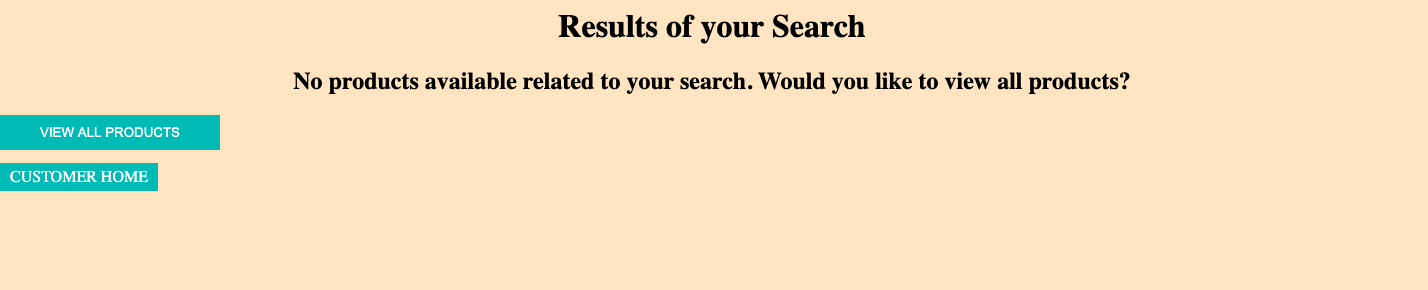 Results of your Search
No products available related to your search. Would you like to view all products?
VIEW ALL PRODUCTS
CUSTOMER HOME